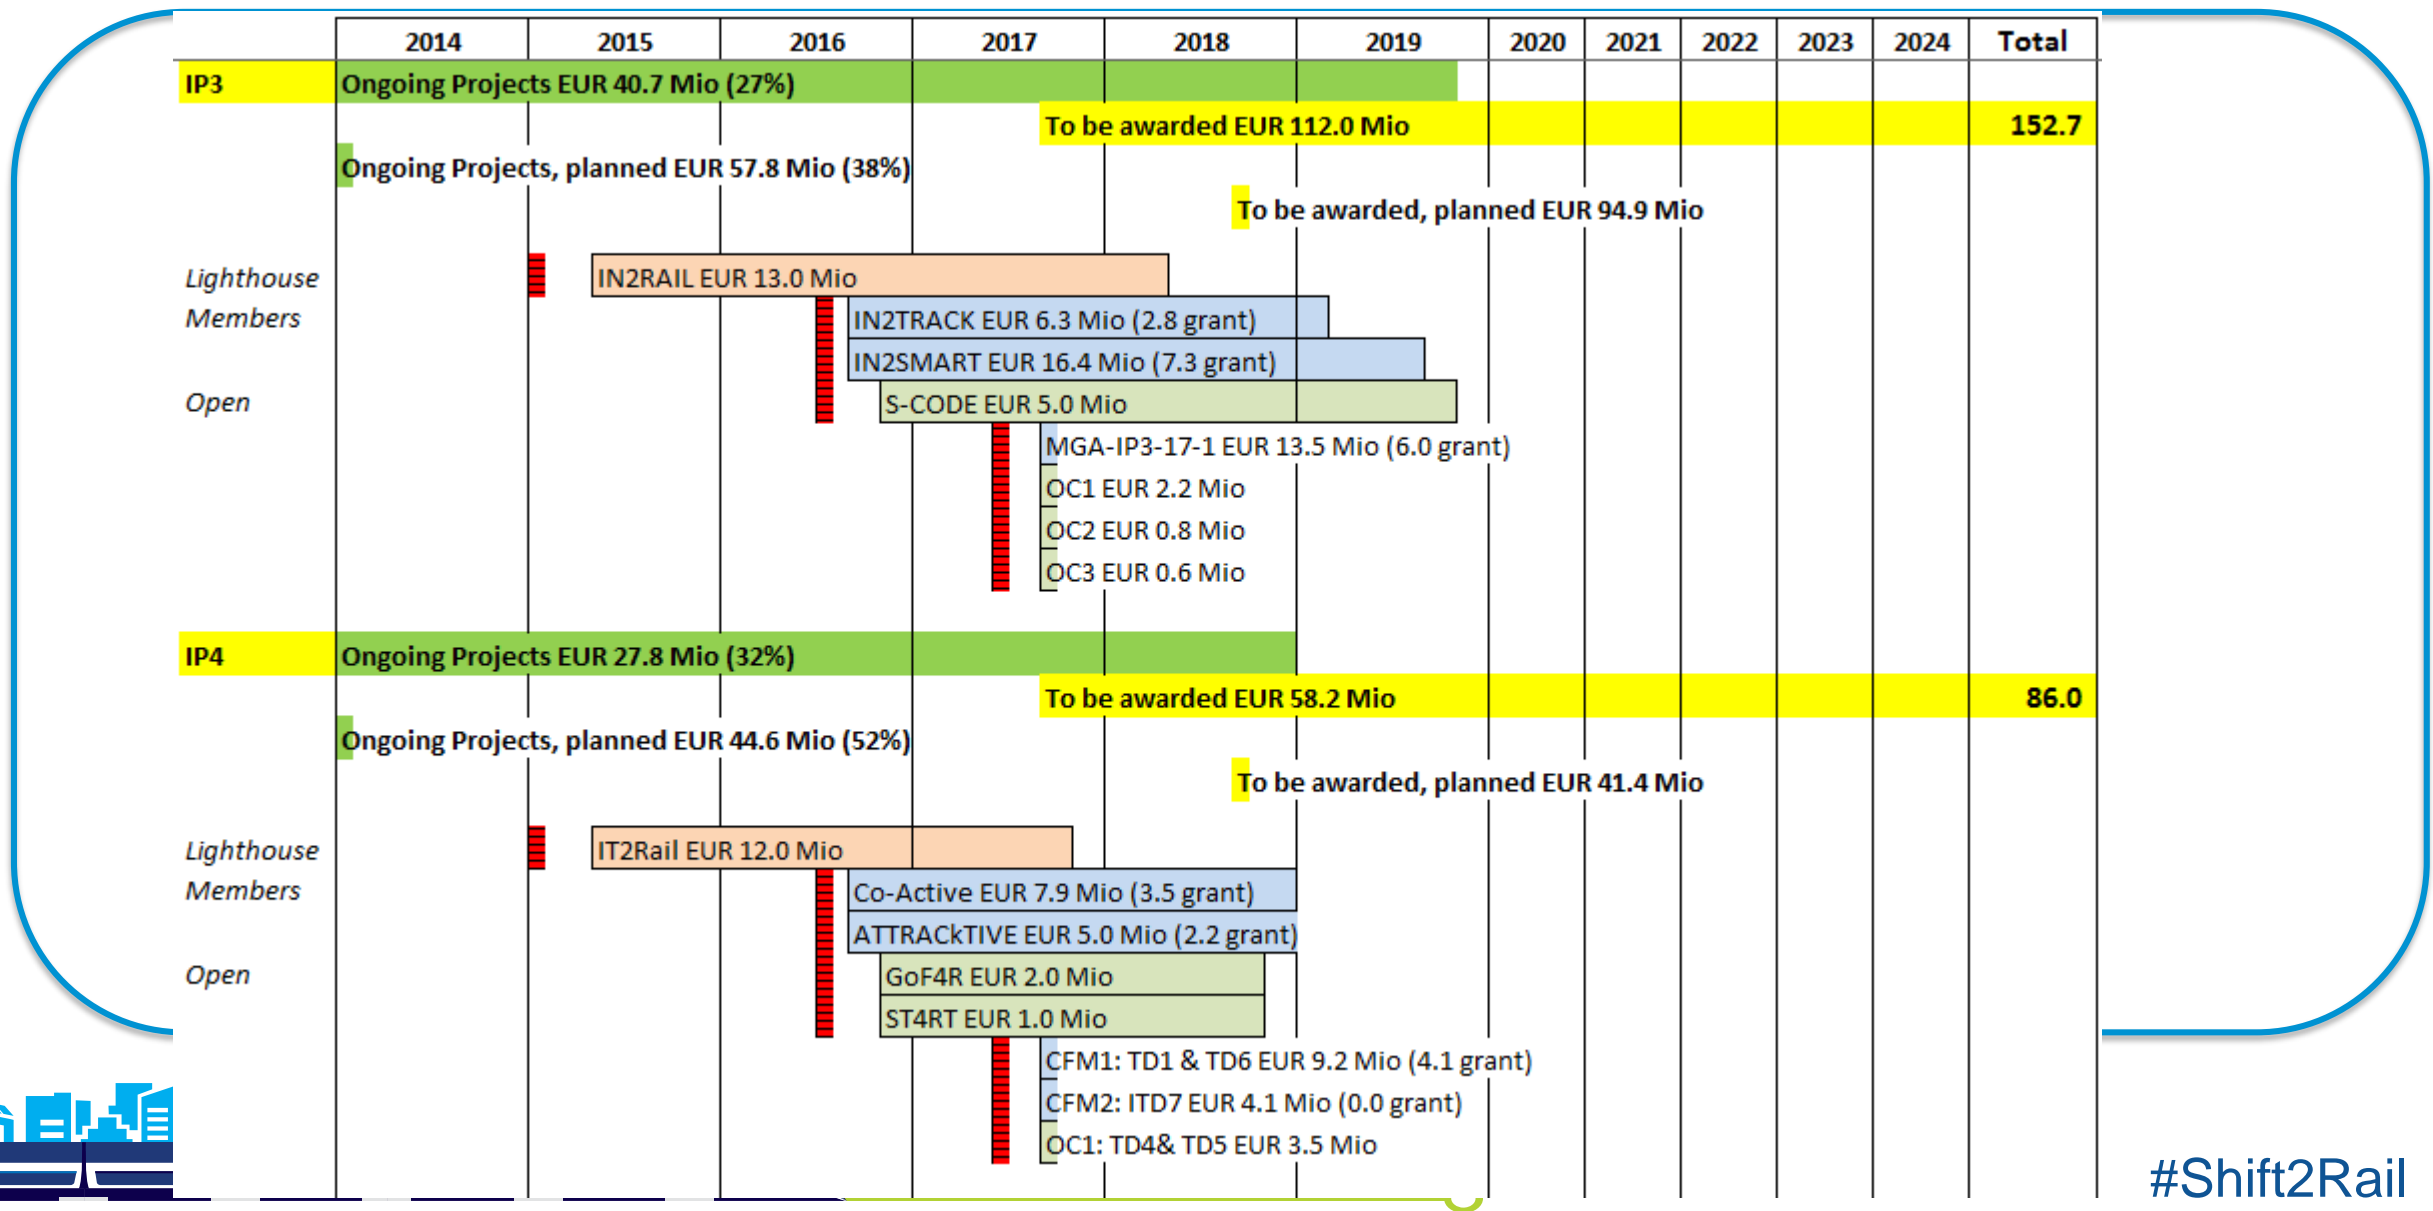 2014 2015 2016 2017 2018 2019 2020 2021 2022 2023 2024 Total
IP3 Ongoing Projects EUR 40.7 Mio (27%)
To be awarded EUR 112.0 Mio 152.7
Ongoing Projects, planned EUR 57.8 Mio (38%)
To be awarded, planned EUR 94.9 Mio
Lighthouse IN2RAIL EUR 13.0 Mio
Members IN2TRACK EUR 6.3 Mio (2.8 grant)
IN2SMART EUR 16.4 Mio (7.3 grant)
Open S-CODE EUR 5.0 Mio
MGA-IP3-17-1 EUR 13.5 Mio (6.0 grant)
OC1 EUR 2.2 Mio
OC2 EUR 0.8 Mio
OC3 EUR 0.6 Mio
IP4 Ongoing Projects EUR 27.8 Mio (32%)
To be awarded EUR 58.2 Mio 86.0
Ongoing Projects, planned EUR 44.6 Mio (52%)
To be awarded, planned EUR 41.4 Mio
Lighthouse IT2Rail EUR 12.0 Mio
Members Co-Active EUR 7.9 Mio (3.5 grant)
ATTRACkTIVE EUR 5.0 Mio (2.2 grant)
Open GoF4R EUR 2.0 Mio
ST4RT EUR 1.0 Mio
CFM1: TD1 & TD6 EUR 9.2 Mio (4.1 grant)
CFM2: ITD7 EUR 4.1 Mio (0.0 grant)
OC1: TD4& TD5 EUR 3.5 Mio
#Shift2Rail